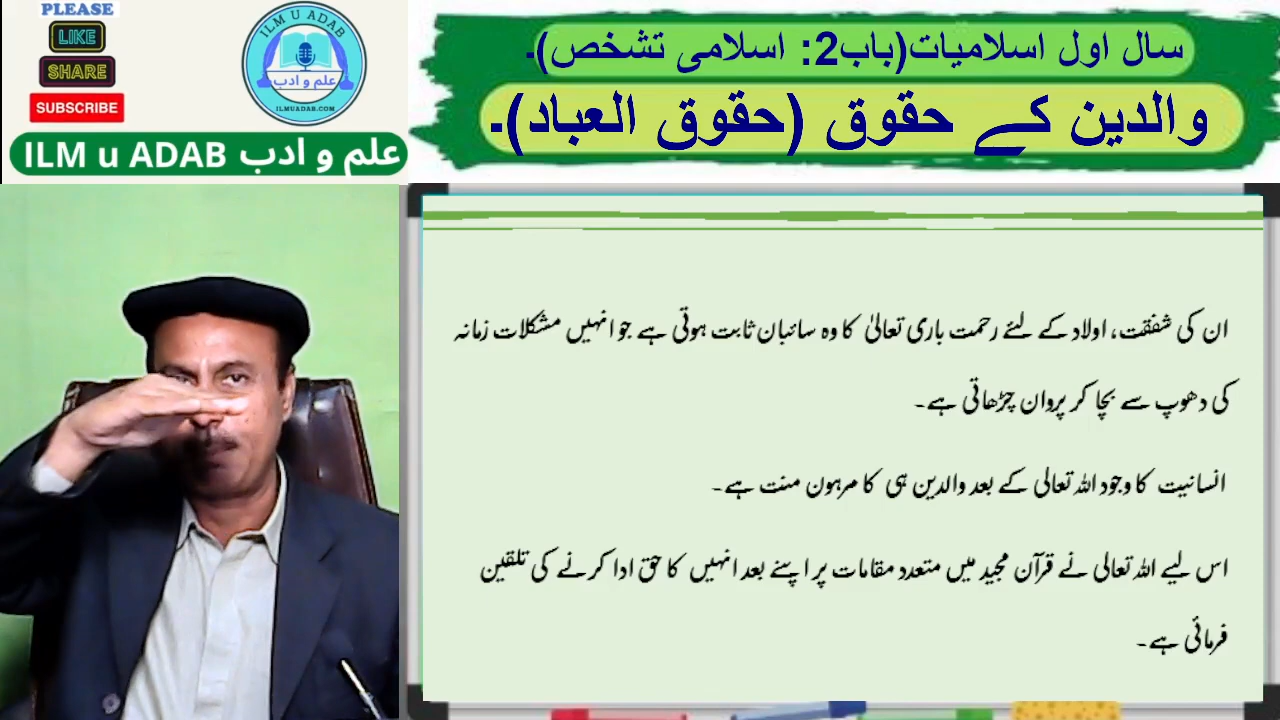 PLEASE
LIKE
SHARE
SUBSCRIBE
ILM U ADAB
علم و ادب
ILMUADAB.COM
ILM u ADAB علم و ادب
سال اول اسلامیات(باب2: اسلامی تشخص)۔
والدین کے حقوق (حقوق العباد)۔
ان کی شفقت، اولاد کے لئے رحمت باری تعالیٰ کا وہ سائبان ثابت ہوتی ہے جو انہیں مشکلات زمانہ
کی دھوپ سے بچا کر پروان چڑھاتی ہے۔
انسانیت کا وجود اللہ تعالی کے بعد والدین ہی کا مرہون منت ہے۔
اس لیے اللہ تعالی نے قرآن مجید میں متعدد مقامات پر اپنے بعد انہیں کا حق ادا کرنے کی تلقین
فرمائی ہے۔